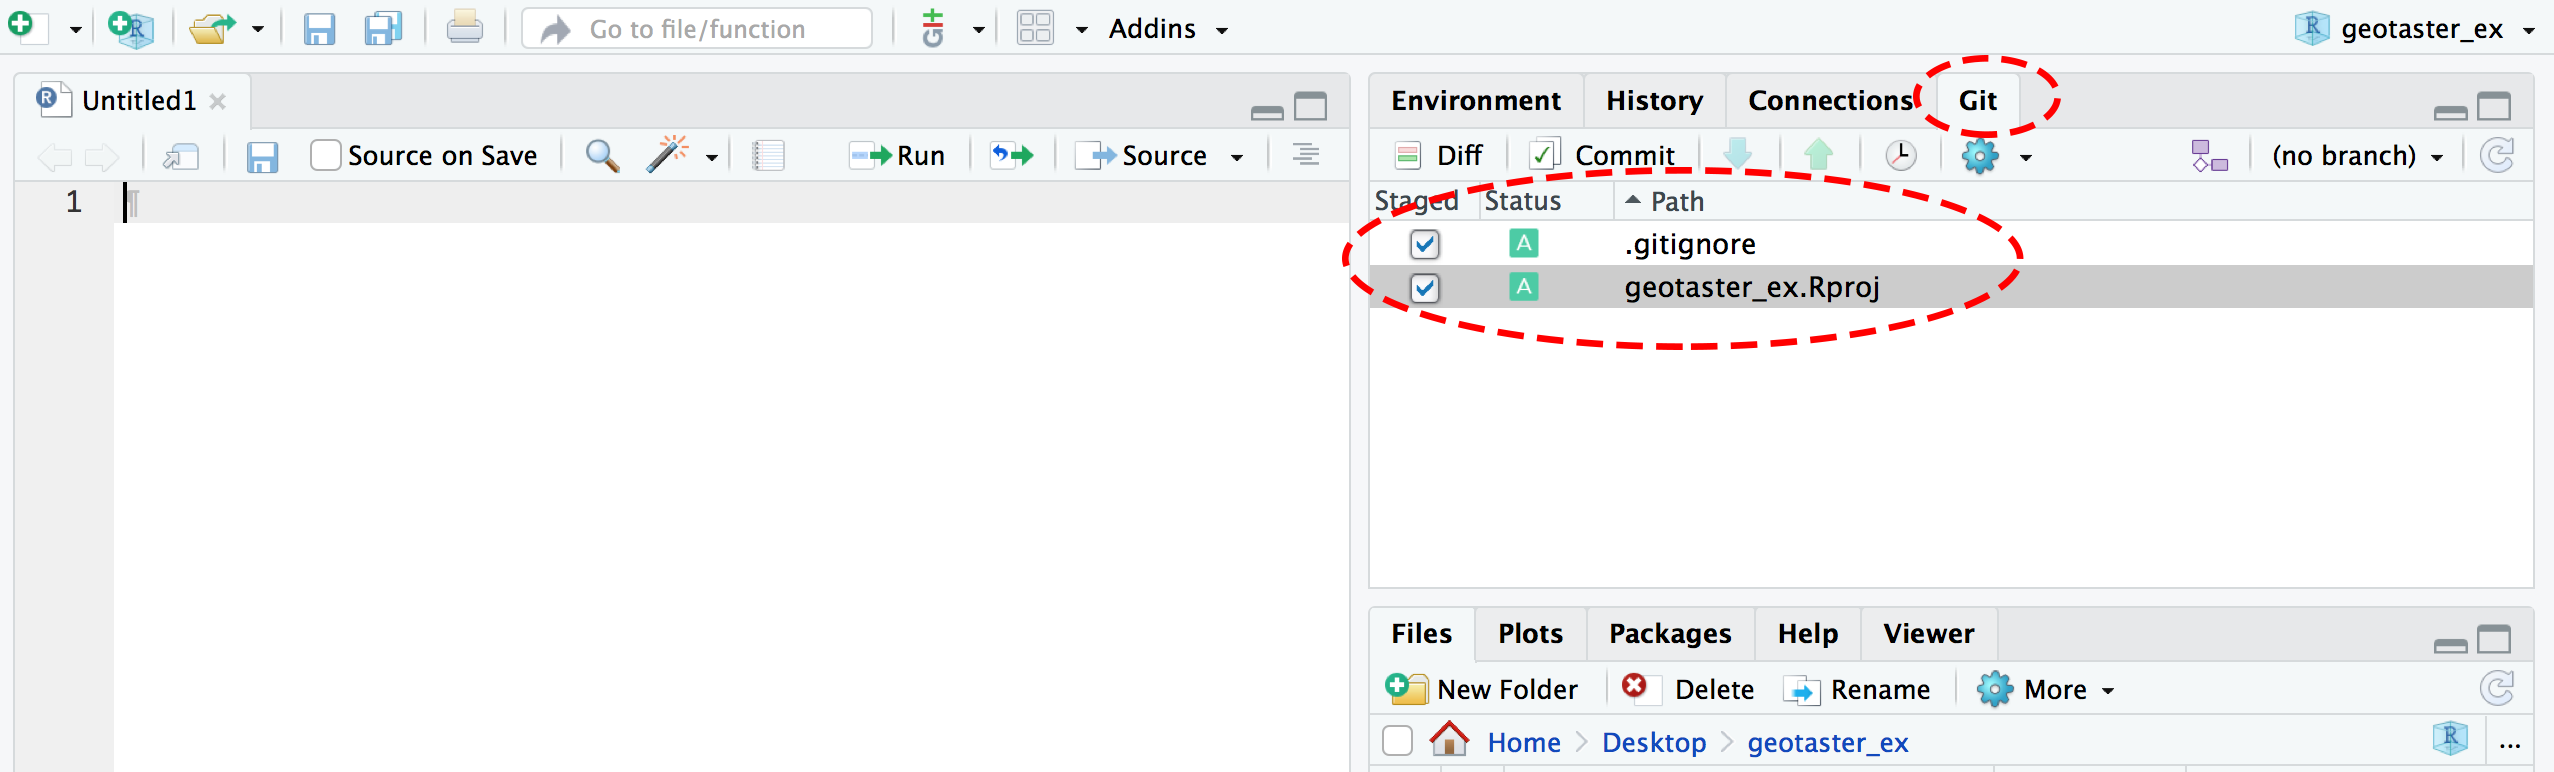 Go to file/function
Git
Addins
geotaster_ex
Untitled1
Source on Save
Run
Source
1
Environment
History
Connections
Git
Diff
Commit
(no branch)
Staged
Status
Path
A
.gitignore
A
geotaster_ex.Rproj
Files
Plots
Packages
Help
Viewer
New Folder
Delete
Rename
More
Home
Desktop
geotaster_ex
...